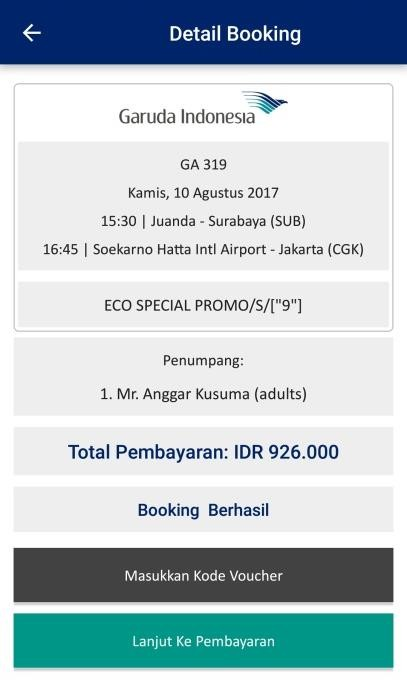 Detail Booking
Garuda Indonesia
GA 319
Kamis, 10 Agustus 2017
15:30 | Juanda - Surabaya (SUB)
16:45 | Soekarno Hatta Intl Airport - Jakarta (CGK)
ECO SPECIAL PROMO/S/["9"]
Penumpang:
1. Mr. Anggar Kusuma (adults)
Total Pembayaran: IDR 926.000
Booking Berhasil
Masukkan Kode Voucher
Lanjut Ke Pembayaran